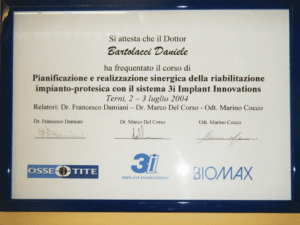 Si attesta che il Dottor
Bartolacci Daniele
ha frequentato il corso di
Pianificazione e realizzazione sinergica della riabilitazione
impianto-protesica con il sistema 3i Implant Innovations
Terni, 2 – 3 luglio 2004
Relatori: Dr. Francesco Damiani – Dr. Marco Del Corso - Odt. Marino Cocco
Dr. Francesco Damiani Dr. Marco Del Corso Odt. Marino Cocco
OSSEOTITE
3i
IMPLANT INNOVATIONS
BIOMAX